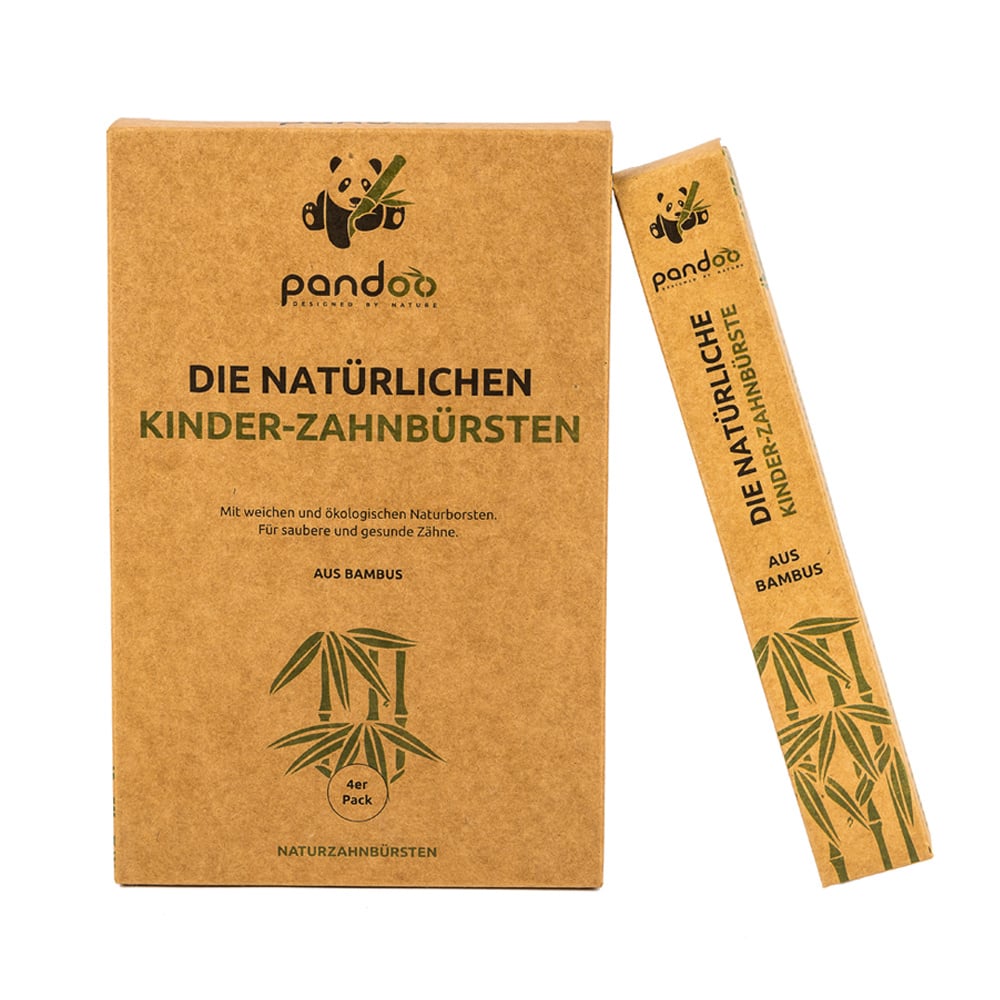 pandoo
DESIGNED BY NATURE
DIE NATÜRLICHEN
KINDER-ZAHNBÜRSTEN
Mit weichen und ökologischen Naturborsten.
Für saubere und gesunde Zähne.
AUS BAMBUS
4er
Pack
NATURZAHNBÜRSTEN
pandoo
DESIGNED BY NATURE
DIE NATÜRLICHE
KINDER-ZAHNBÜRSTE
AUS
BAMBUS